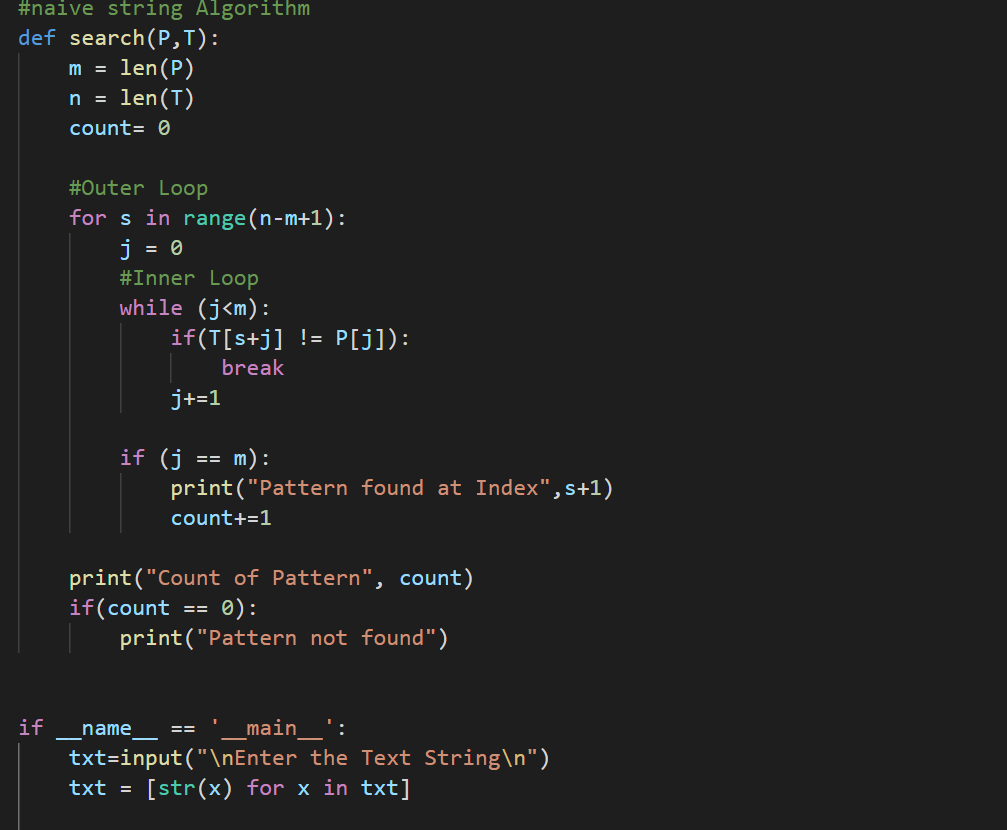 #naive string Algorithm
def search(P,T):
    m = len(P)
    n = len(T)
    count= 0
    #Outer Loop
    for s in range(n-m+1):
        j = 0
        #Inner Loop
        while (j<m):
            if(T[s+j] != P[j]):
                break
            j+=1
        if (j == m):
            print("Pattern found at Index",s+1)
            count+=1
    print("Count of Pattern", count)
    if(count == 0):
        print("Pattern not found")
if __name__ == '__main__':
    txt=input("\nEnter the Text String\n")
    txt = [str(x) for x in txt]